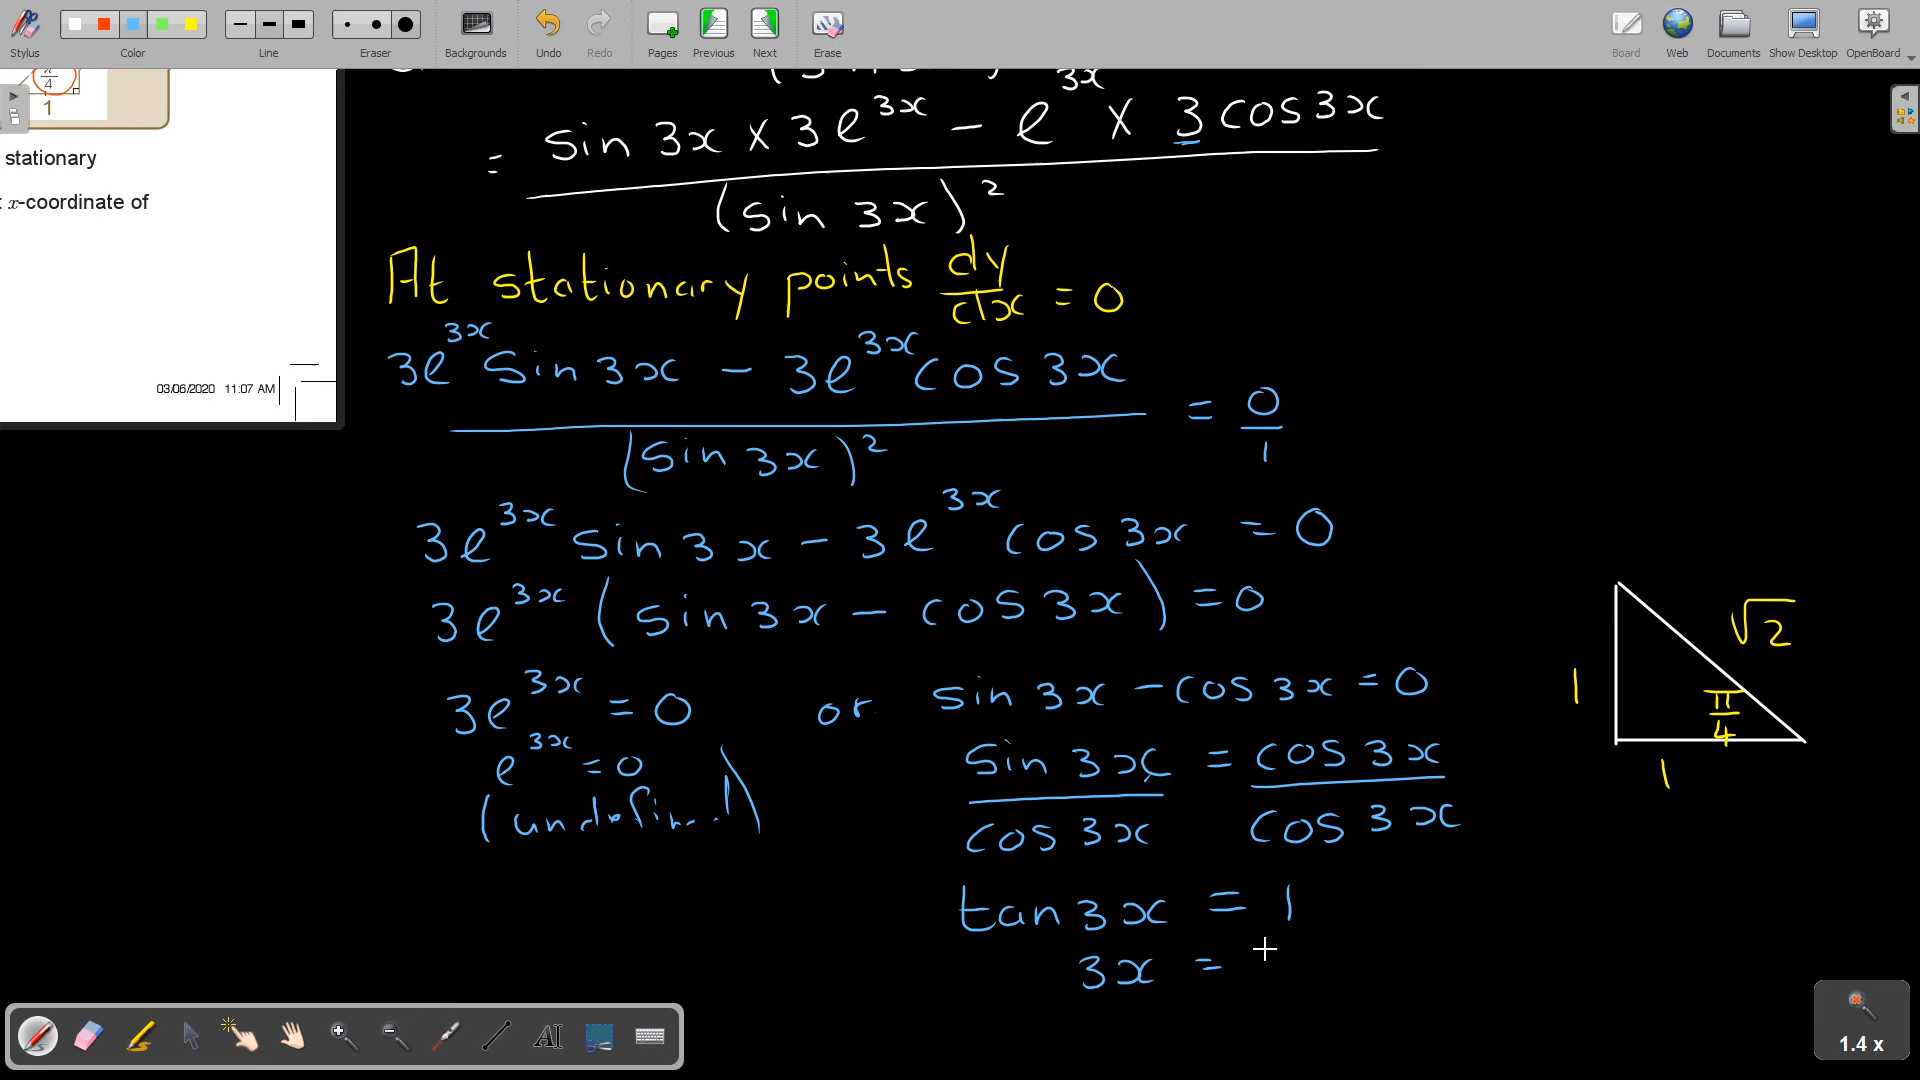 Stylus Color Line Eraser Backgrounds Undo Redo Pages Previous Next Erase Board Web Documents Show Desktop OpenBoard
π/4
1
stationary
: x-coordinate of
03/06/2020 11:07 AM
= (sin 3x × 3e^3x − e^3x × 3cos3x) / (sin 3x)²
At stationary points dy/dx = 0
(3e^3x sin 3x − 3e^3x cos 3x) / (sin 3x)² = 0/1
3e^3x sin 3x − 3e^3x cos 3x = 0
3e^3x (sin 3x − cos 3x) = 0
3e^3x = 0 or sin 3x − cos 3x = 0
e^3x = 0
(undefined)
sin 3x / cos 3x = cos 3x / cos 3x
tan 3x = 1
3x =
1
√2
π/4
1
AI
1.4 x